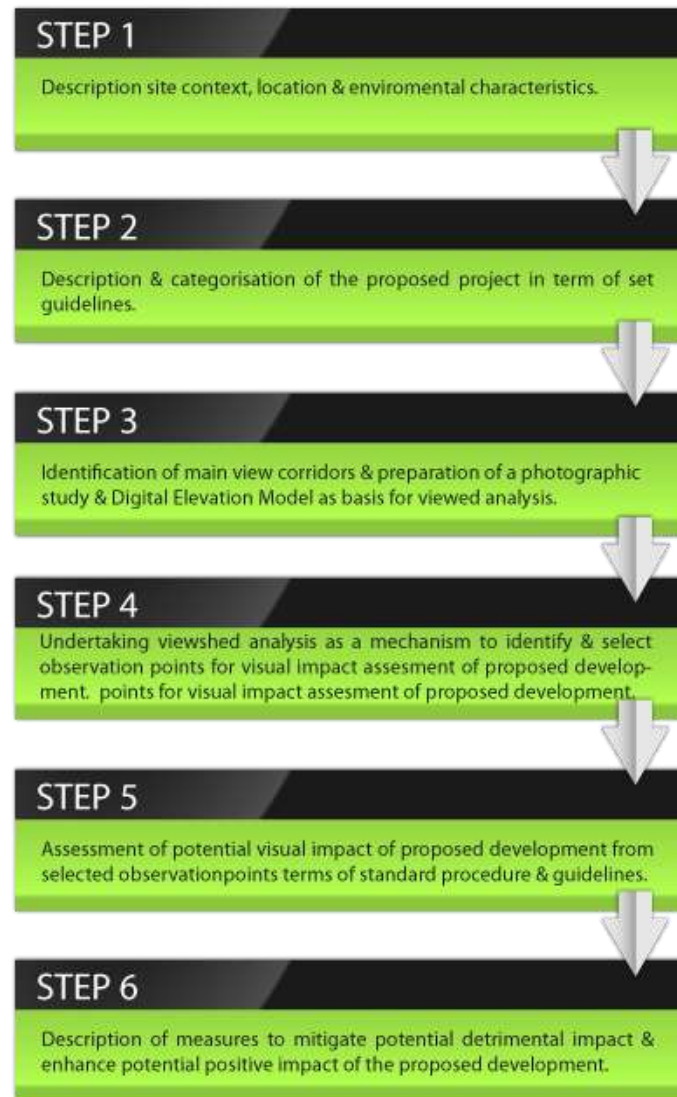 STEP 1
Description site context, location & enviromental characteristics.
STEP 2
Description & categorisation of the proposed project in term of set
guidelines.
STEP 3
Identification of main view corridors & preparation of a photographic
study & Digital Elevation Model as basis for viewed analysis.
STEP 4
Undertaking viewshed analysis as a mechanism to identify & select
observation points for visual impact assesment of proposed develop-
ment. points for visual impact assesment of proposed development.
STEP 5
Assessment of potential visual impact of proposed development from
selected observationpoints terms of standard procedure & guidelines.
STEP 6
Description of measures to mitigate potential detrimental impact &
enhance potential positive impact of the proposed development.